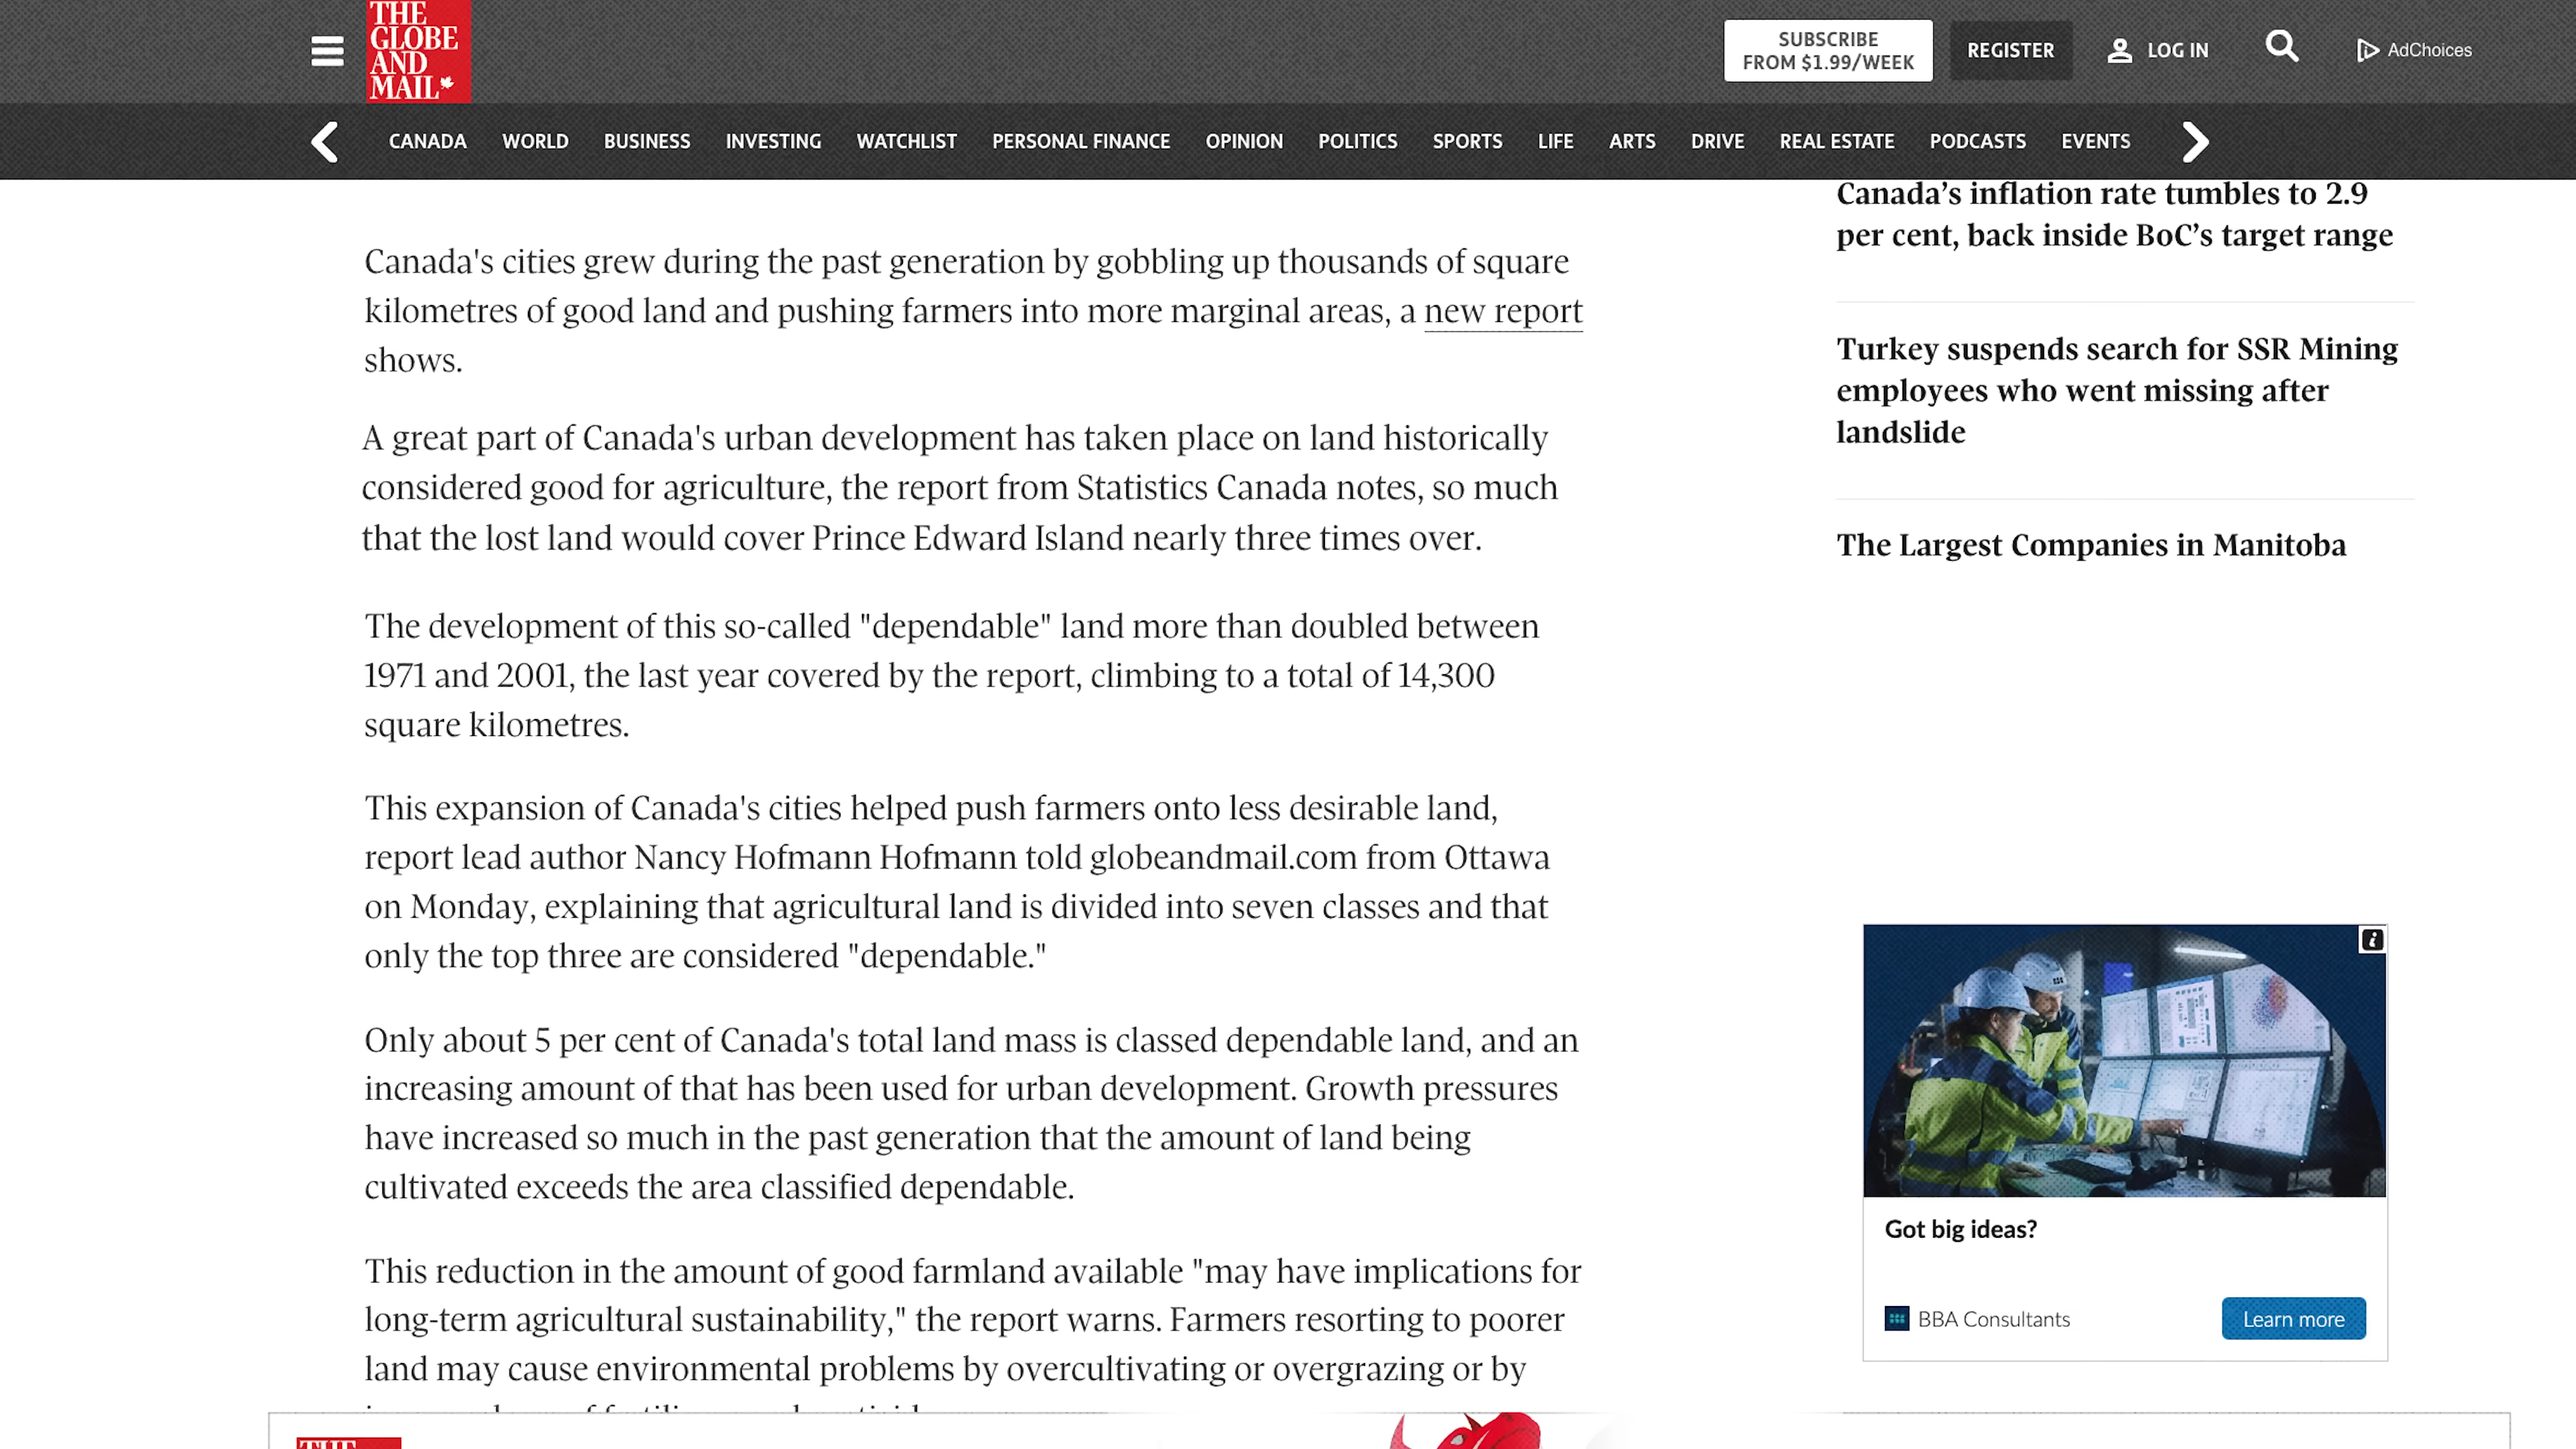 THE
GLOBE
AND
MAIL
SUBSCRIBE
FROM $1.99/WEEK
REGISTER
LOG IN
AdChoices
CANADA WORLD BUSINESS INVESTING WATCHLIST PERSONAL FINANCE OPINION POLITICS SPORTS LIFE ARTS DRIVE REAL ESTATE PODCASTS EVENTS
Canada's cities grew during the past generation by gobbling up thousands of square
kilometres of good land and pushing farmers into more marginal areas, a new report
shows.
A great part of Canada's urban development has taken place on land historically
considered good for agriculture, the report from Statistics Canada notes, so much
that the lost land would cover Prince Edward Island nearly three times over.
The development of this so-called "dependable" land more than doubled between
1971 and 2001, the last year covered by the report, climbing to a total of 14,300
square kilometres.
This expansion of Canada's cities helped push farmers onto less desirable land,
report lead author Nancy Hofmann Hofmann told globeandmail.com from Ottawa
on Monday, explaining that agricultural land is divided into seven classes and that
only the top three are considered "dependable."
Only about 5 per cent of Canada's total land mass is classed dependable land, and an
increasing amount of that has been used for urban development. Growth pressures
have increased so much in the past generation that the amount of land being
cultivated exceeds the area classified dependable.
This reduction in the amount of good farmland available "may have implications for
long-term agricultural sustainability," the report warns. Farmers resorting to poorer
land may cause environmental problems by overcultivating or overgrazing or by
Canada’s inflation rate tumbles to 2.9
per cent, back inside BoC’s target range
Turkey suspends search for SSR Mining
employees who went missing after
landslide
The Largest Companies in Manitoba
Got big ideas?
BBA Consultants
Learn more
THE